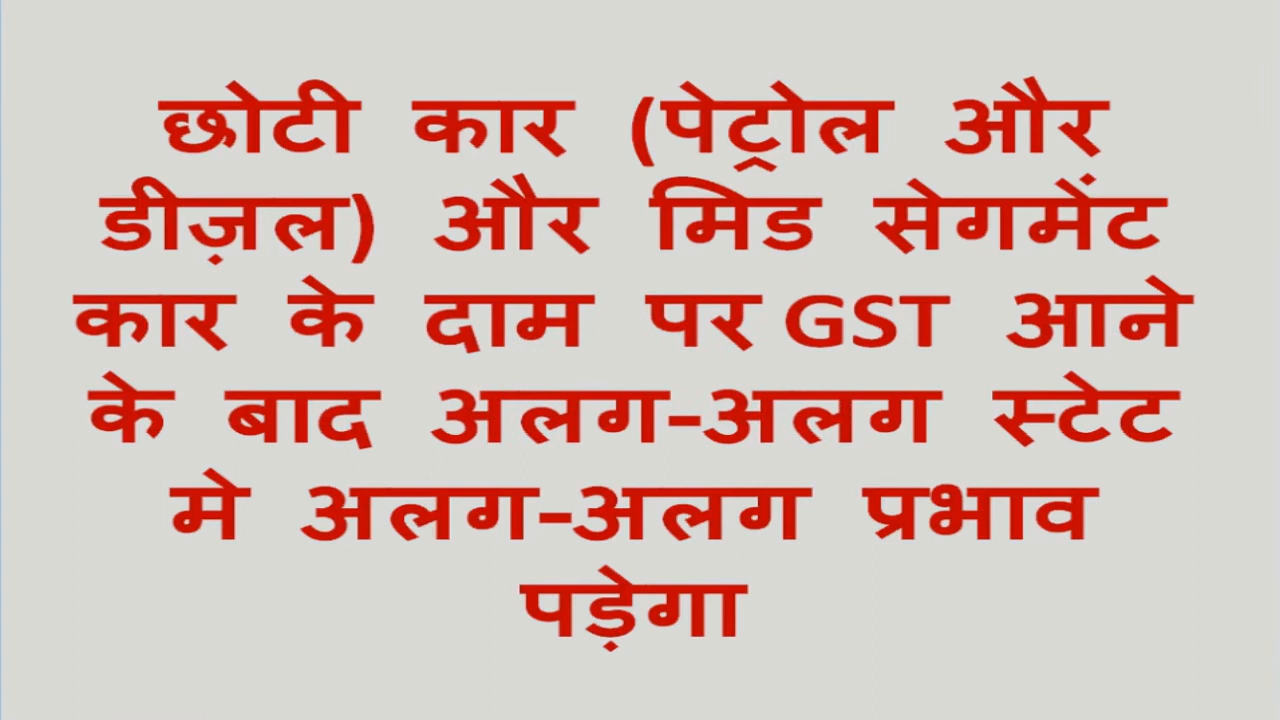 छोटी कार (पेट्रोल और
डीज़ल) और मिड सेगमेंट
कार के दाम पर GST आने
के बाद अलग-अलग स्टेट
मे अलग-अलग प्रभाव
पड़ेगा